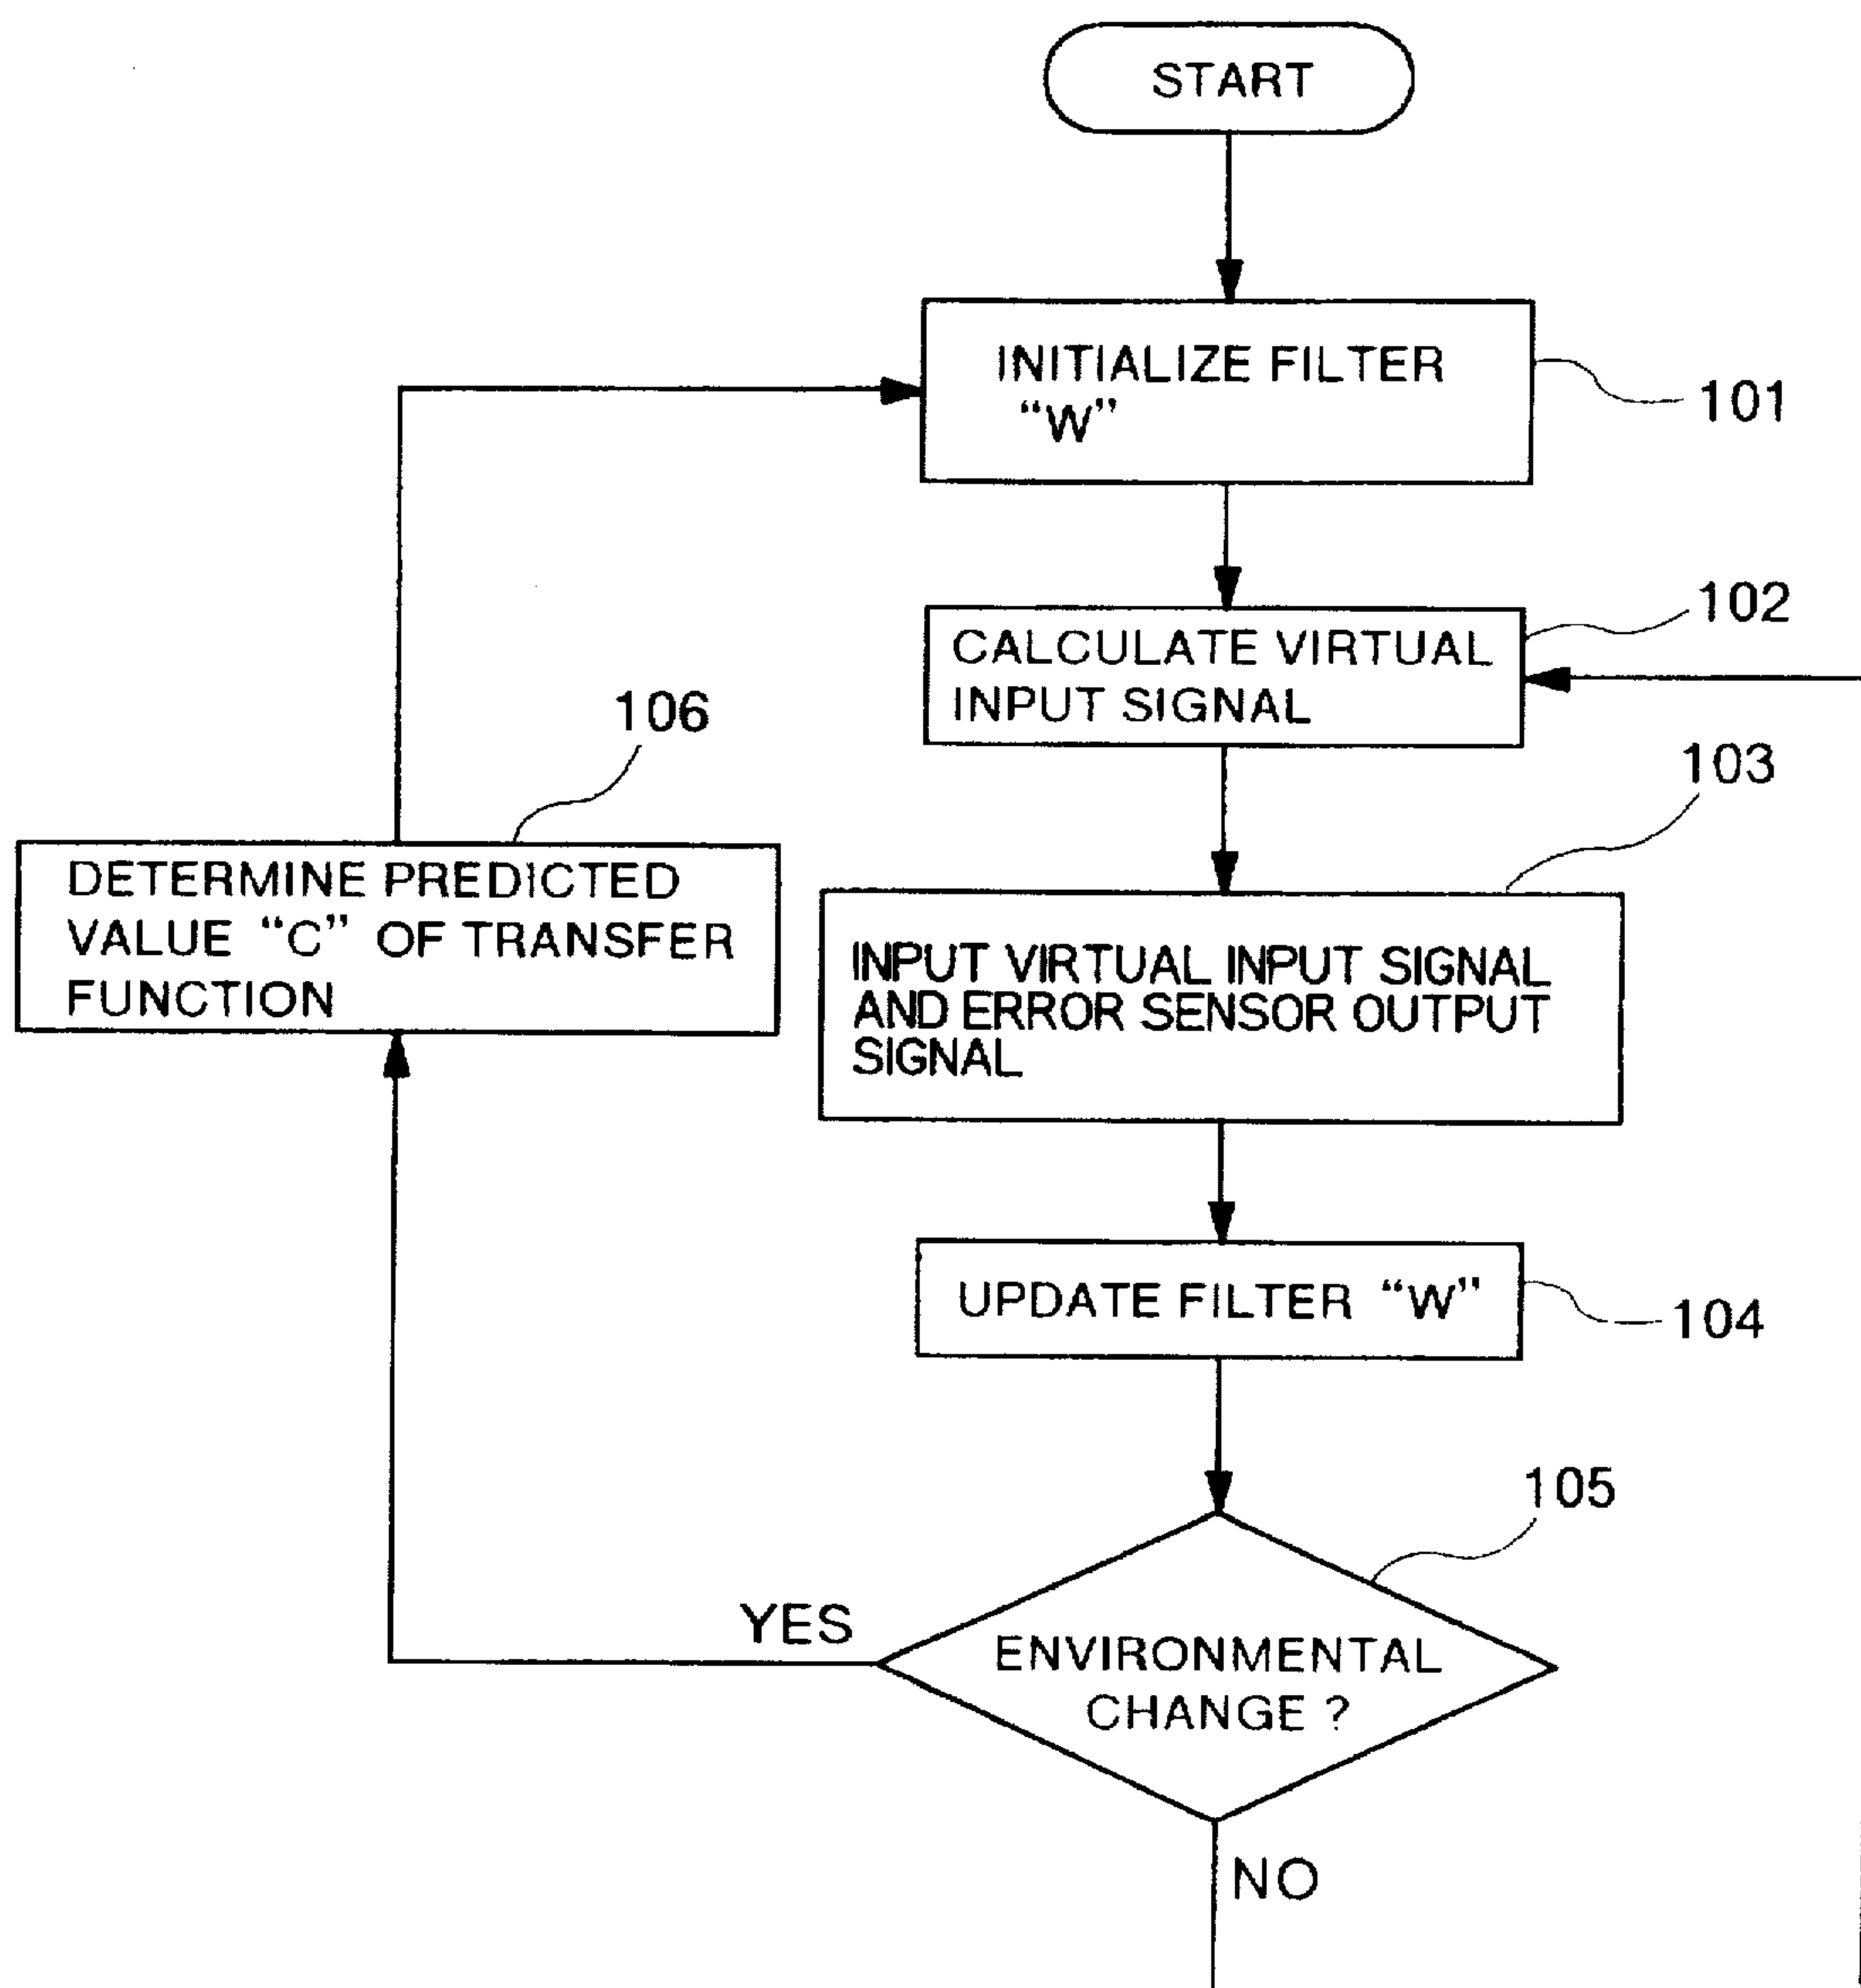 START
INITIALIZE FILTER
“W”
101
CALCULATE VIRTUAL
INPUT SIGNAL
102
103
INPUT VIRTUAL INPUT SIGNAL
AND ERROR SENSOR OUTPUT
SIGNAL
106
DETERMINE PREDICTED
VALUE “C” OF TRANSFER
FUNCTION
UPDATE FILTER “W”
104
105
ENVIRONMENTAL
CHANGE ?
YES
NO